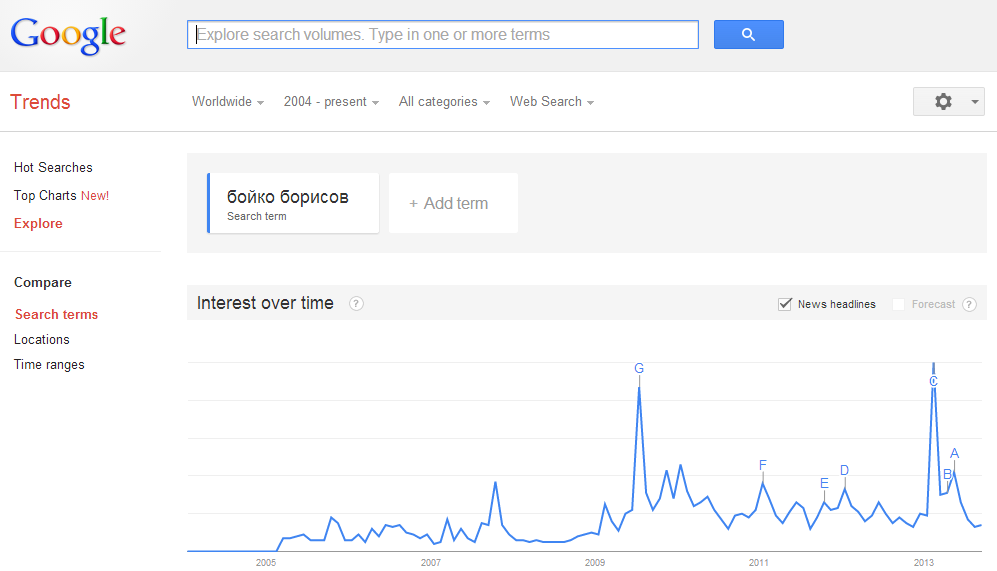 Google
Explore search volumes. Type in one or more terms
Trends
Worldwide
2004 - present
All categories
Web Search
Hot Searches
Top Charts New!
Explore
Compare
Search terms
Locations
Time ranges
бойко борисов
Search term
+ Add term
Interest over time ?
News headlines
Forecast ?
G
C
A
B
F
D
E
2005 2007 2009 2011 2013